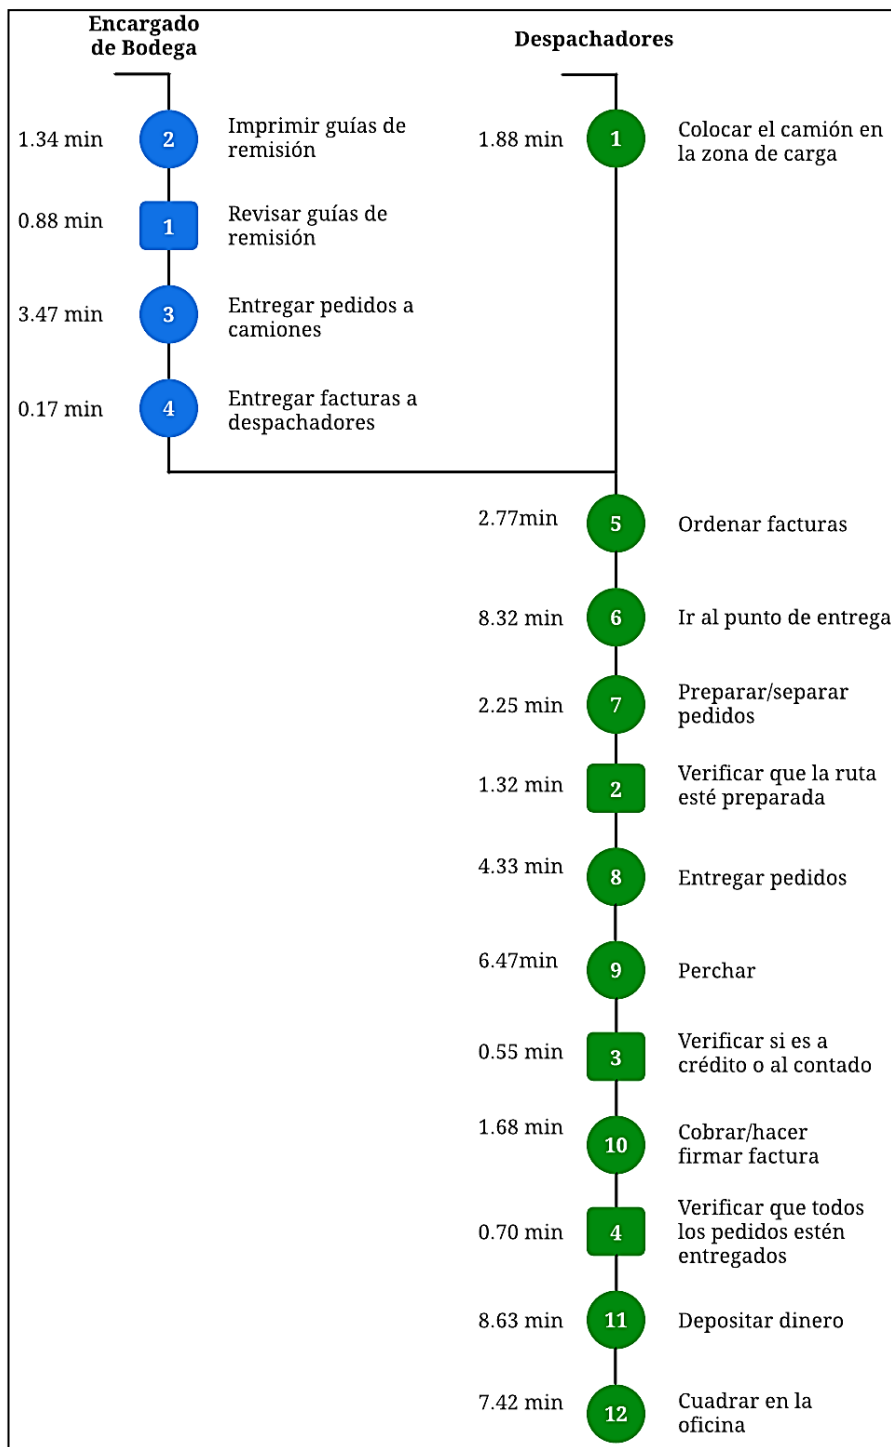 Encargado
de Bodega
1.34 min
2
Imprimir guías de
remisión
0.88 min
1
Revisar guías de
remisión
3.47 min
3
Entregar pedidos a
camiones
0.17 min
4
Entregar facturas a
despachadores
Despachadores
1.88 min
1
Colocar el camión en
la zona de carga
2.77min
5
Ordenar facturas
8.32 min
6
Ir al punto de entrega
2.25 min
7
Preparar/separar
pedidos
1.32 min
2
Verificar que la ruta
esté preparada
4.33 min
8
Entregar pedidos
6.47min
9
Perchar
0.55 min
3
Verificar si es a
crédito o al contado
1.68 min
10
Cobrar/hacer
firmar factura
0.70 min
4
Verificar que todos
los pedidos estén
entregados
8.63 min
11
Depositar dinero
7.42 min
12
Cuadrar en la
oficina